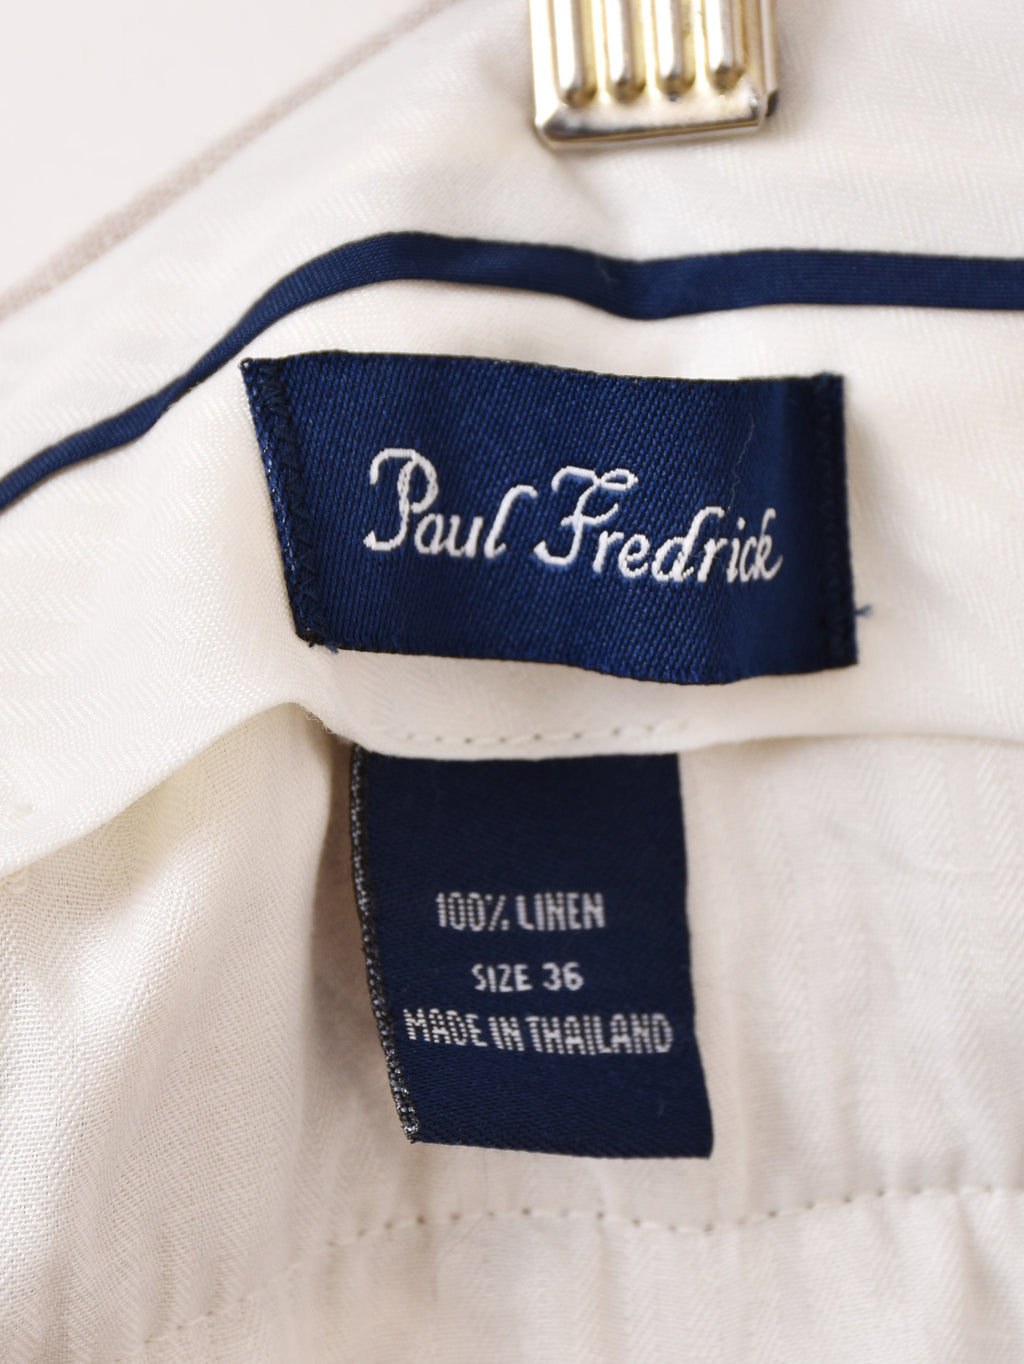 Paul Fredrick
100% LINEN
SIZE 36
MADE IN THAILAND